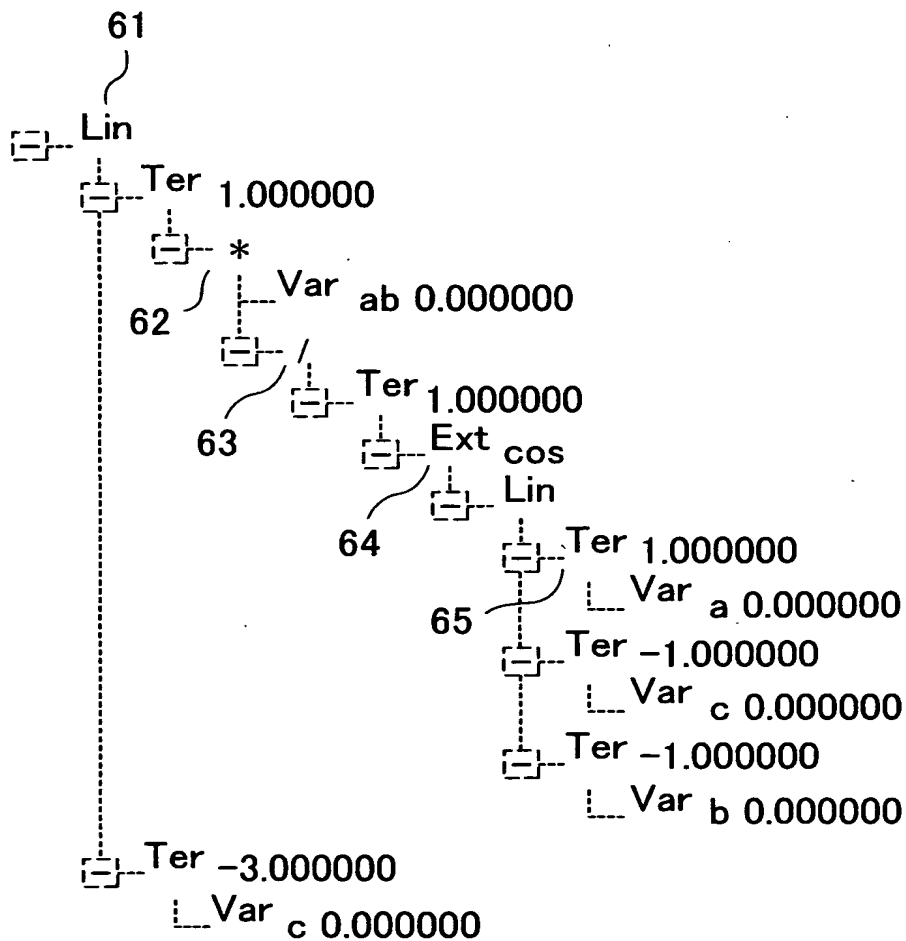 61
Lin
Ter 1.000000
*
62
Var ab 0.000000
/
63
Ter 1.000000
Ext cos
64
Lin
Ter 1.000000
65
Var a 0.000000
Ter -1.000000
Var c 0.000000
Ter -1.000000
Var b 0.000000
Ter -3.000000
Var c 0.000000